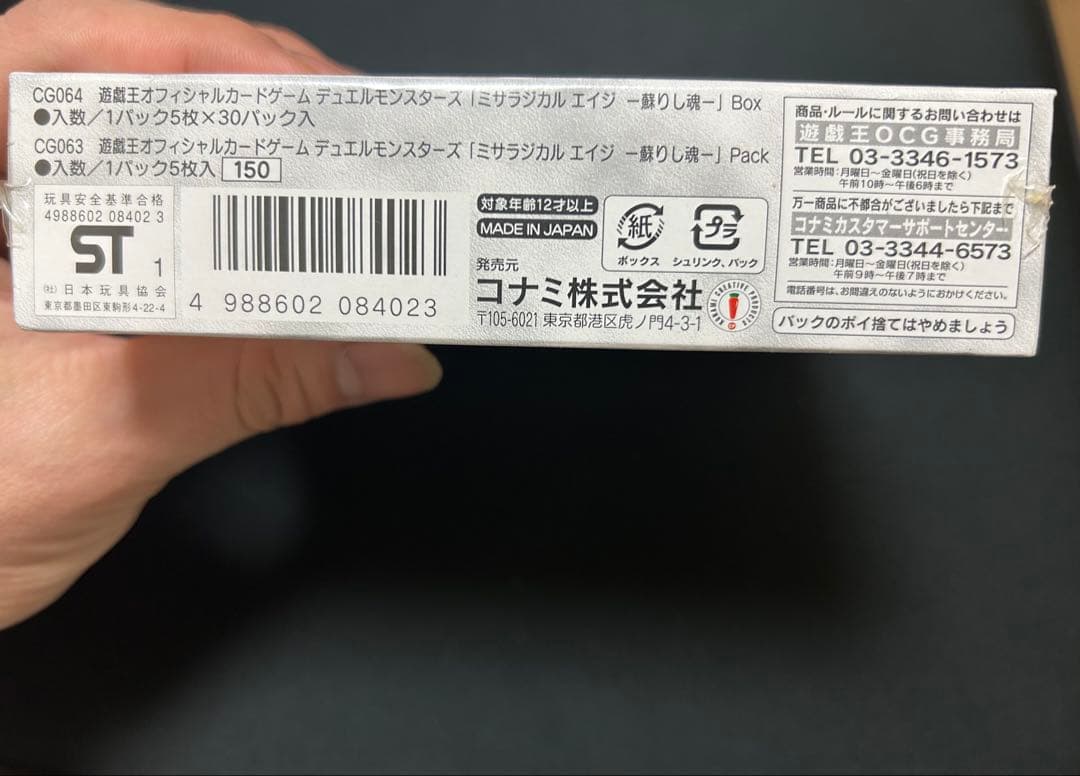 CG064 遊戯王オフィシャルカードゲーム デュエルモンスターズ「ミサラジカル エイジ －蘇りし魂－」Box
●入数／1パック5枚×30パック入
CG063 遊戯王オフィシャルカードゲーム デュエルモンスターズ「ミサラジカル エイジ －蘇りし魂－」Pack
●入数／1パック5枚入 150
玩具安全基準合格
4988602 08402 3
ST 1
(社)日本玩具協会
東京都墨田区東駒形4-22-4
4 988602 084023
対象年齢12才以上
MADE IN JAPAN
紙
ボックス
プラ
シュリンク、パック
発売元
コナミ株式会社
〒105-6021 東京都港区虎ノ門4-3-1
KONAMI CREATIVE PRODUCTS
CP
商品・ルールに関するお問い合わせは
遊戯王OCG事務局
TEL 03-3346-1573
営業時間：月曜日～金曜日(祝日を除く)
午前10時～午後6時まで
万一商品に不都合がございましたら下記まで
コナミカスタマーサポートセンター
TEL 03-3344-6573
営業時間：月曜日～金曜日(祝日を除く)
午前9時～午後7時まで
電話番号は、お間違えのないようにおかけください。
パックのポイ捨てはやめましょう